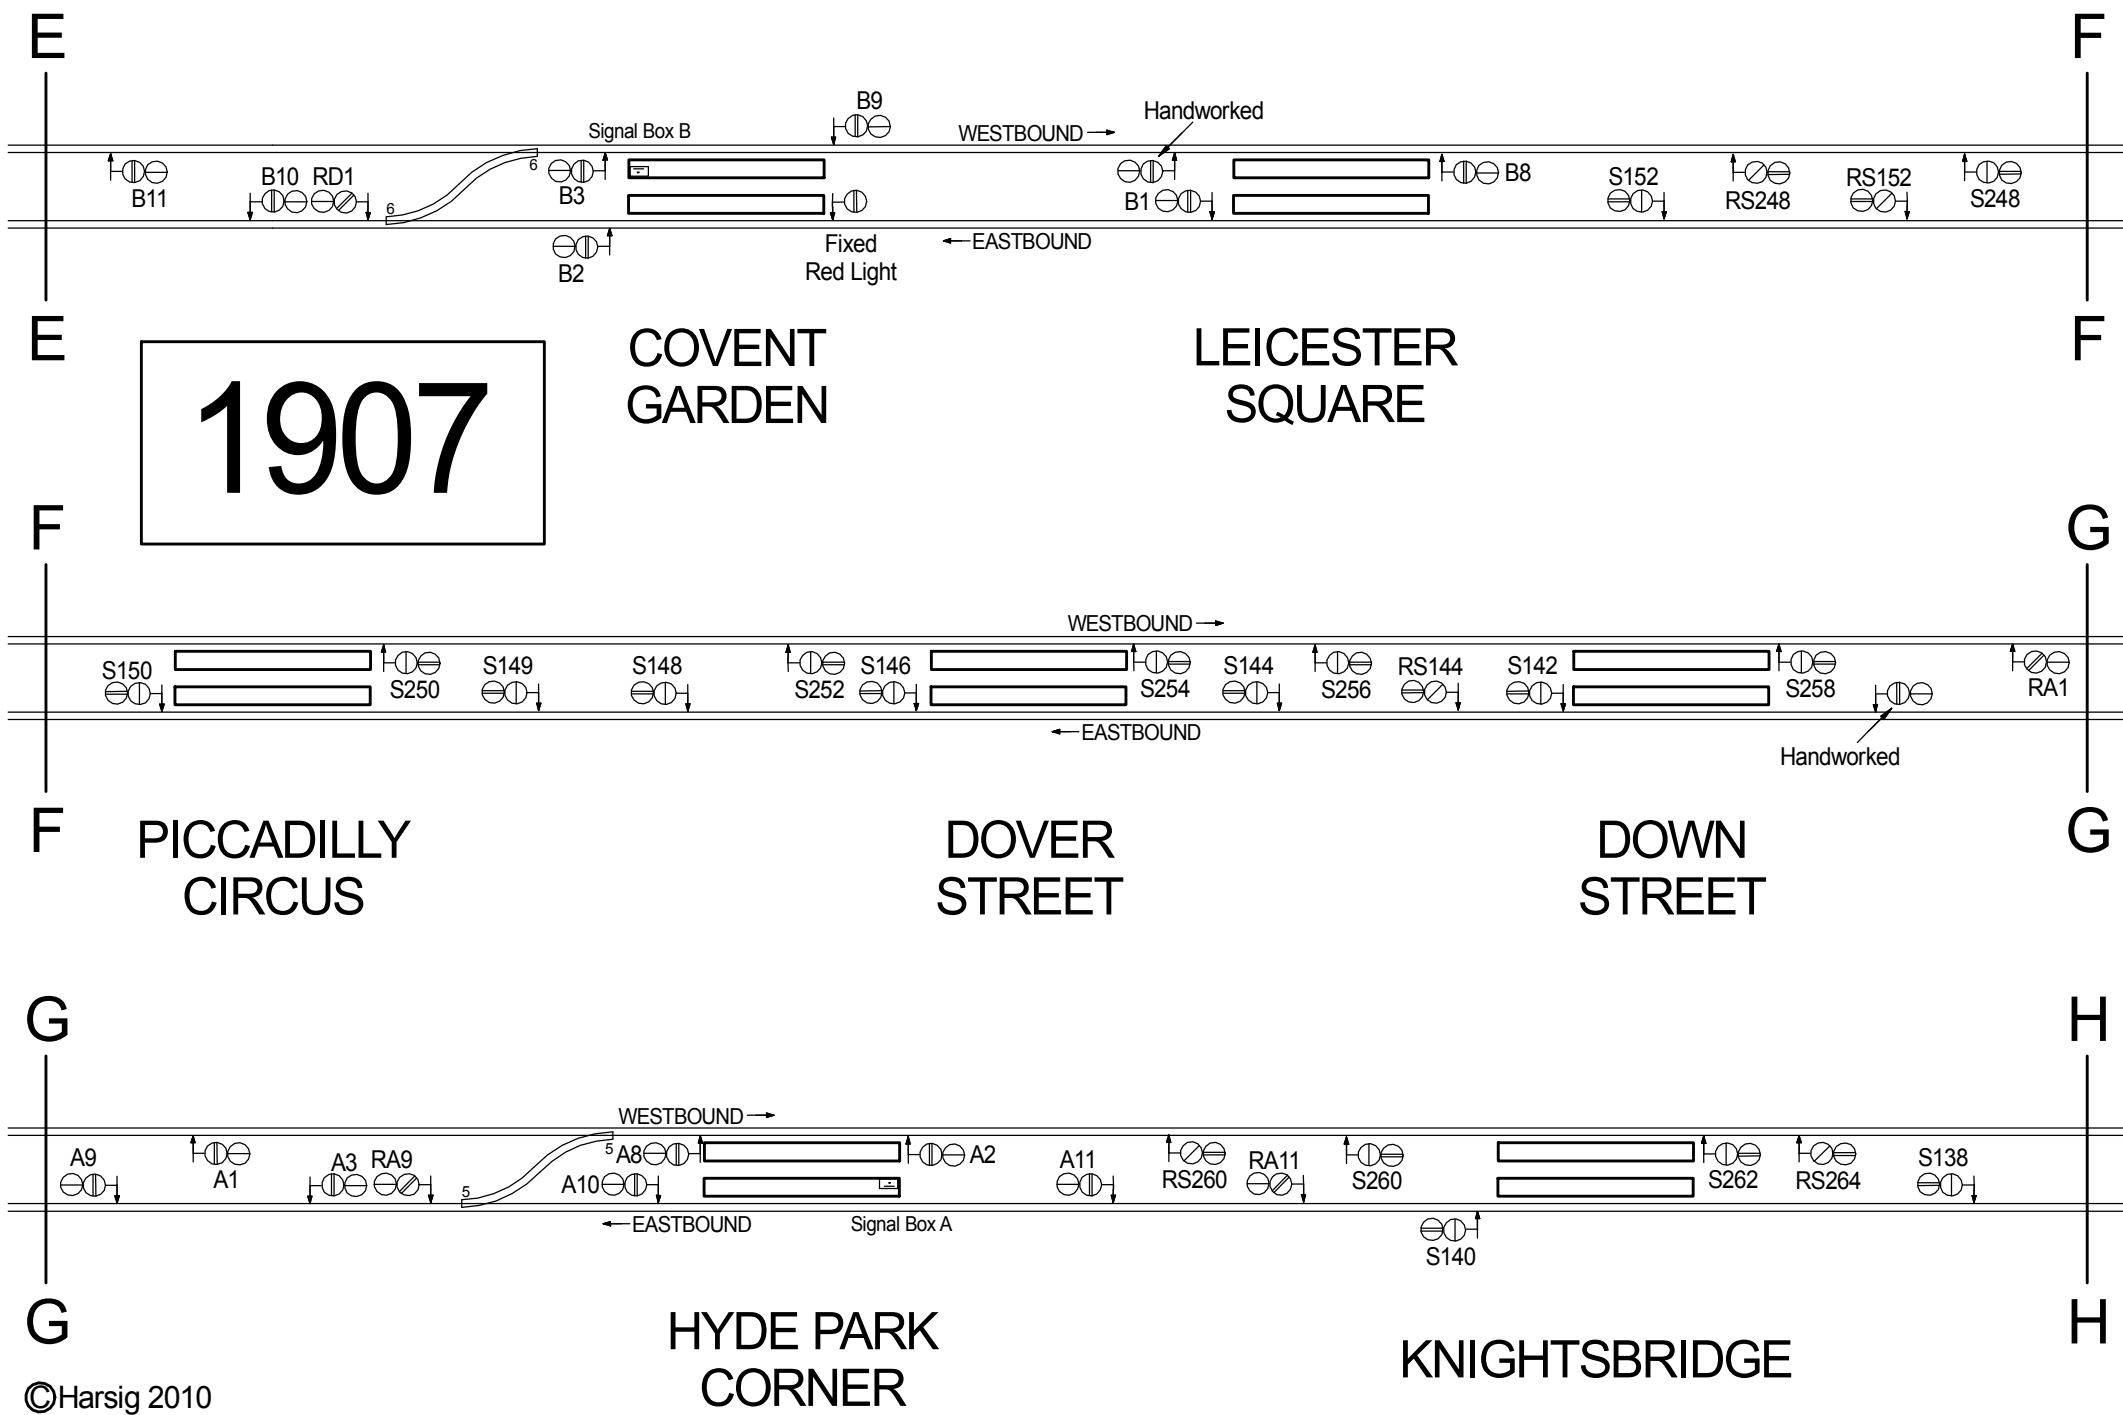 E
F
B9
Handworked
Signal Box B
WESTBOUND
B11
B10
RD1
6
6
B3
B1
B8
S152
RS248
RS152
S248
B2
Fixed
Red Light
EASTBOUND
E
F
COVENT
GARDEN
LEICESTER
SQUARE
1907
F
G
WESTBOUND
S150
S250
S149
S148
S252
S146
S254
S144
S256
RS144
S142
S258
RA1
EASTBOUND
Handworked
F
G
PICCADILLY
CIRCUS
DOVER
STREET
DOWN
STREET
G
H
WESTBOUND
A9
A1
A3
RA9
5
5
A8
A10
A2
A11
RS260
RA11
S260
S262
RS264
S138
EASTBOUND
Signal Box A
S140
G
H
HYDE PARK
CORNER
KNIGHTSBRIDGE
©Harsig 2010